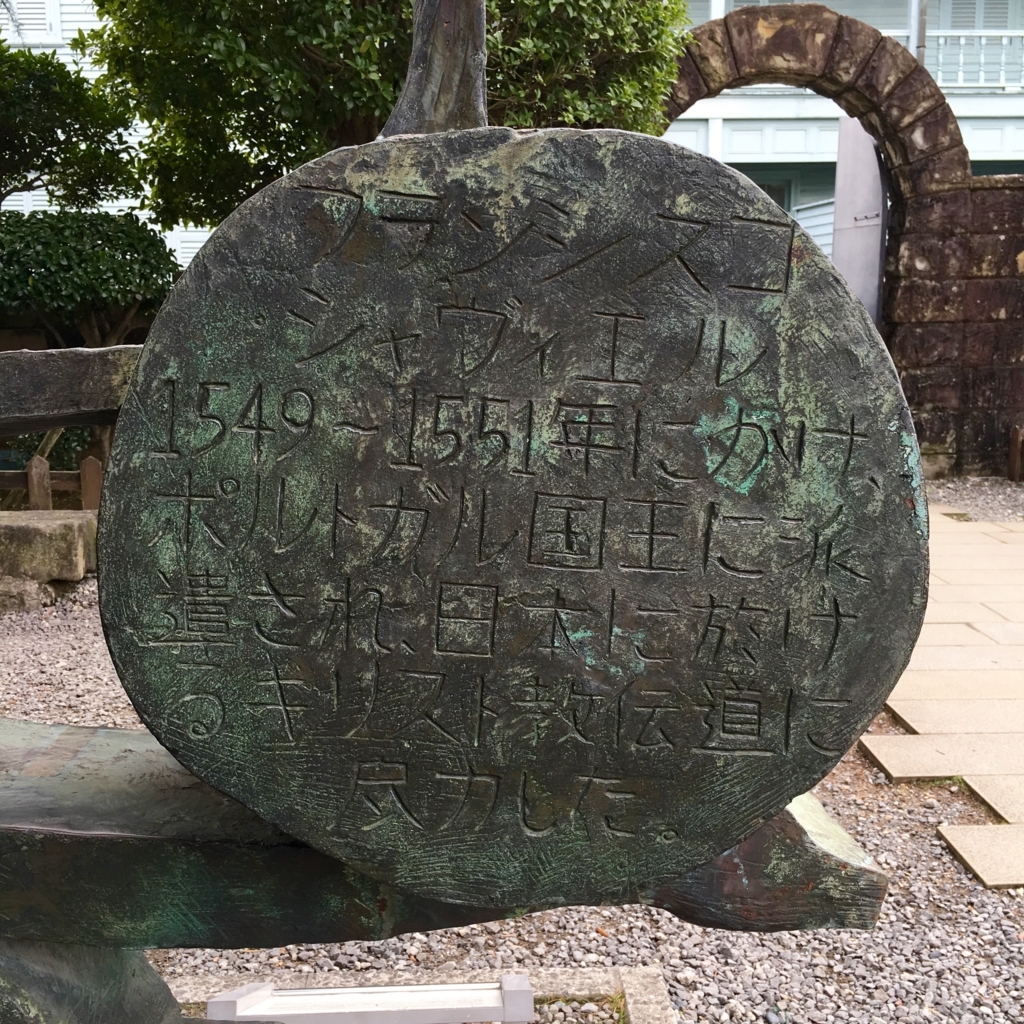 フランシスコ
シャヴィエル
1549～1551年にかけ、
ポルトガル国王に派
遣され、日本に於け
るキリスト教伝道に
尽力した。